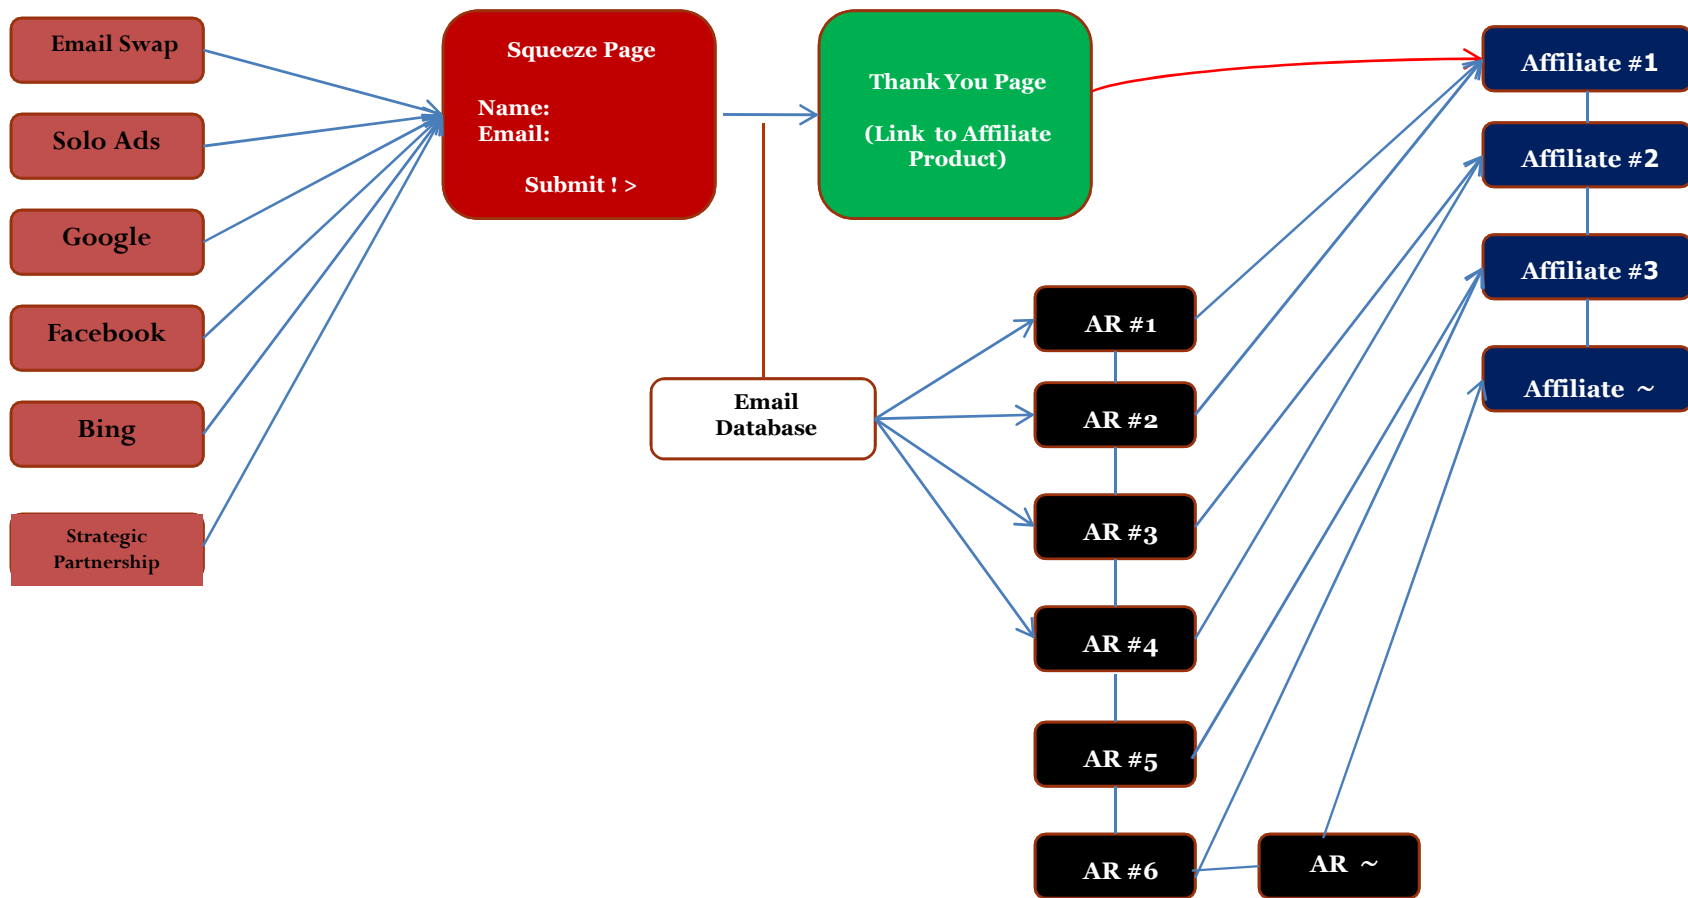 Email Swap
Solo Ads
Google
Facebook
Bing
Strategic
Partnership
Squeeze Page
Name:
Email:
Submit ! >
Thank You Page
(Link to Affiliate
Product)
Email
Database
AR #1
AR #2
AR #3
AR #4
AR #5
AR #6
AR ~
Affiliate #1
Affiliate #2
Affiliate #3
Affiliate ~